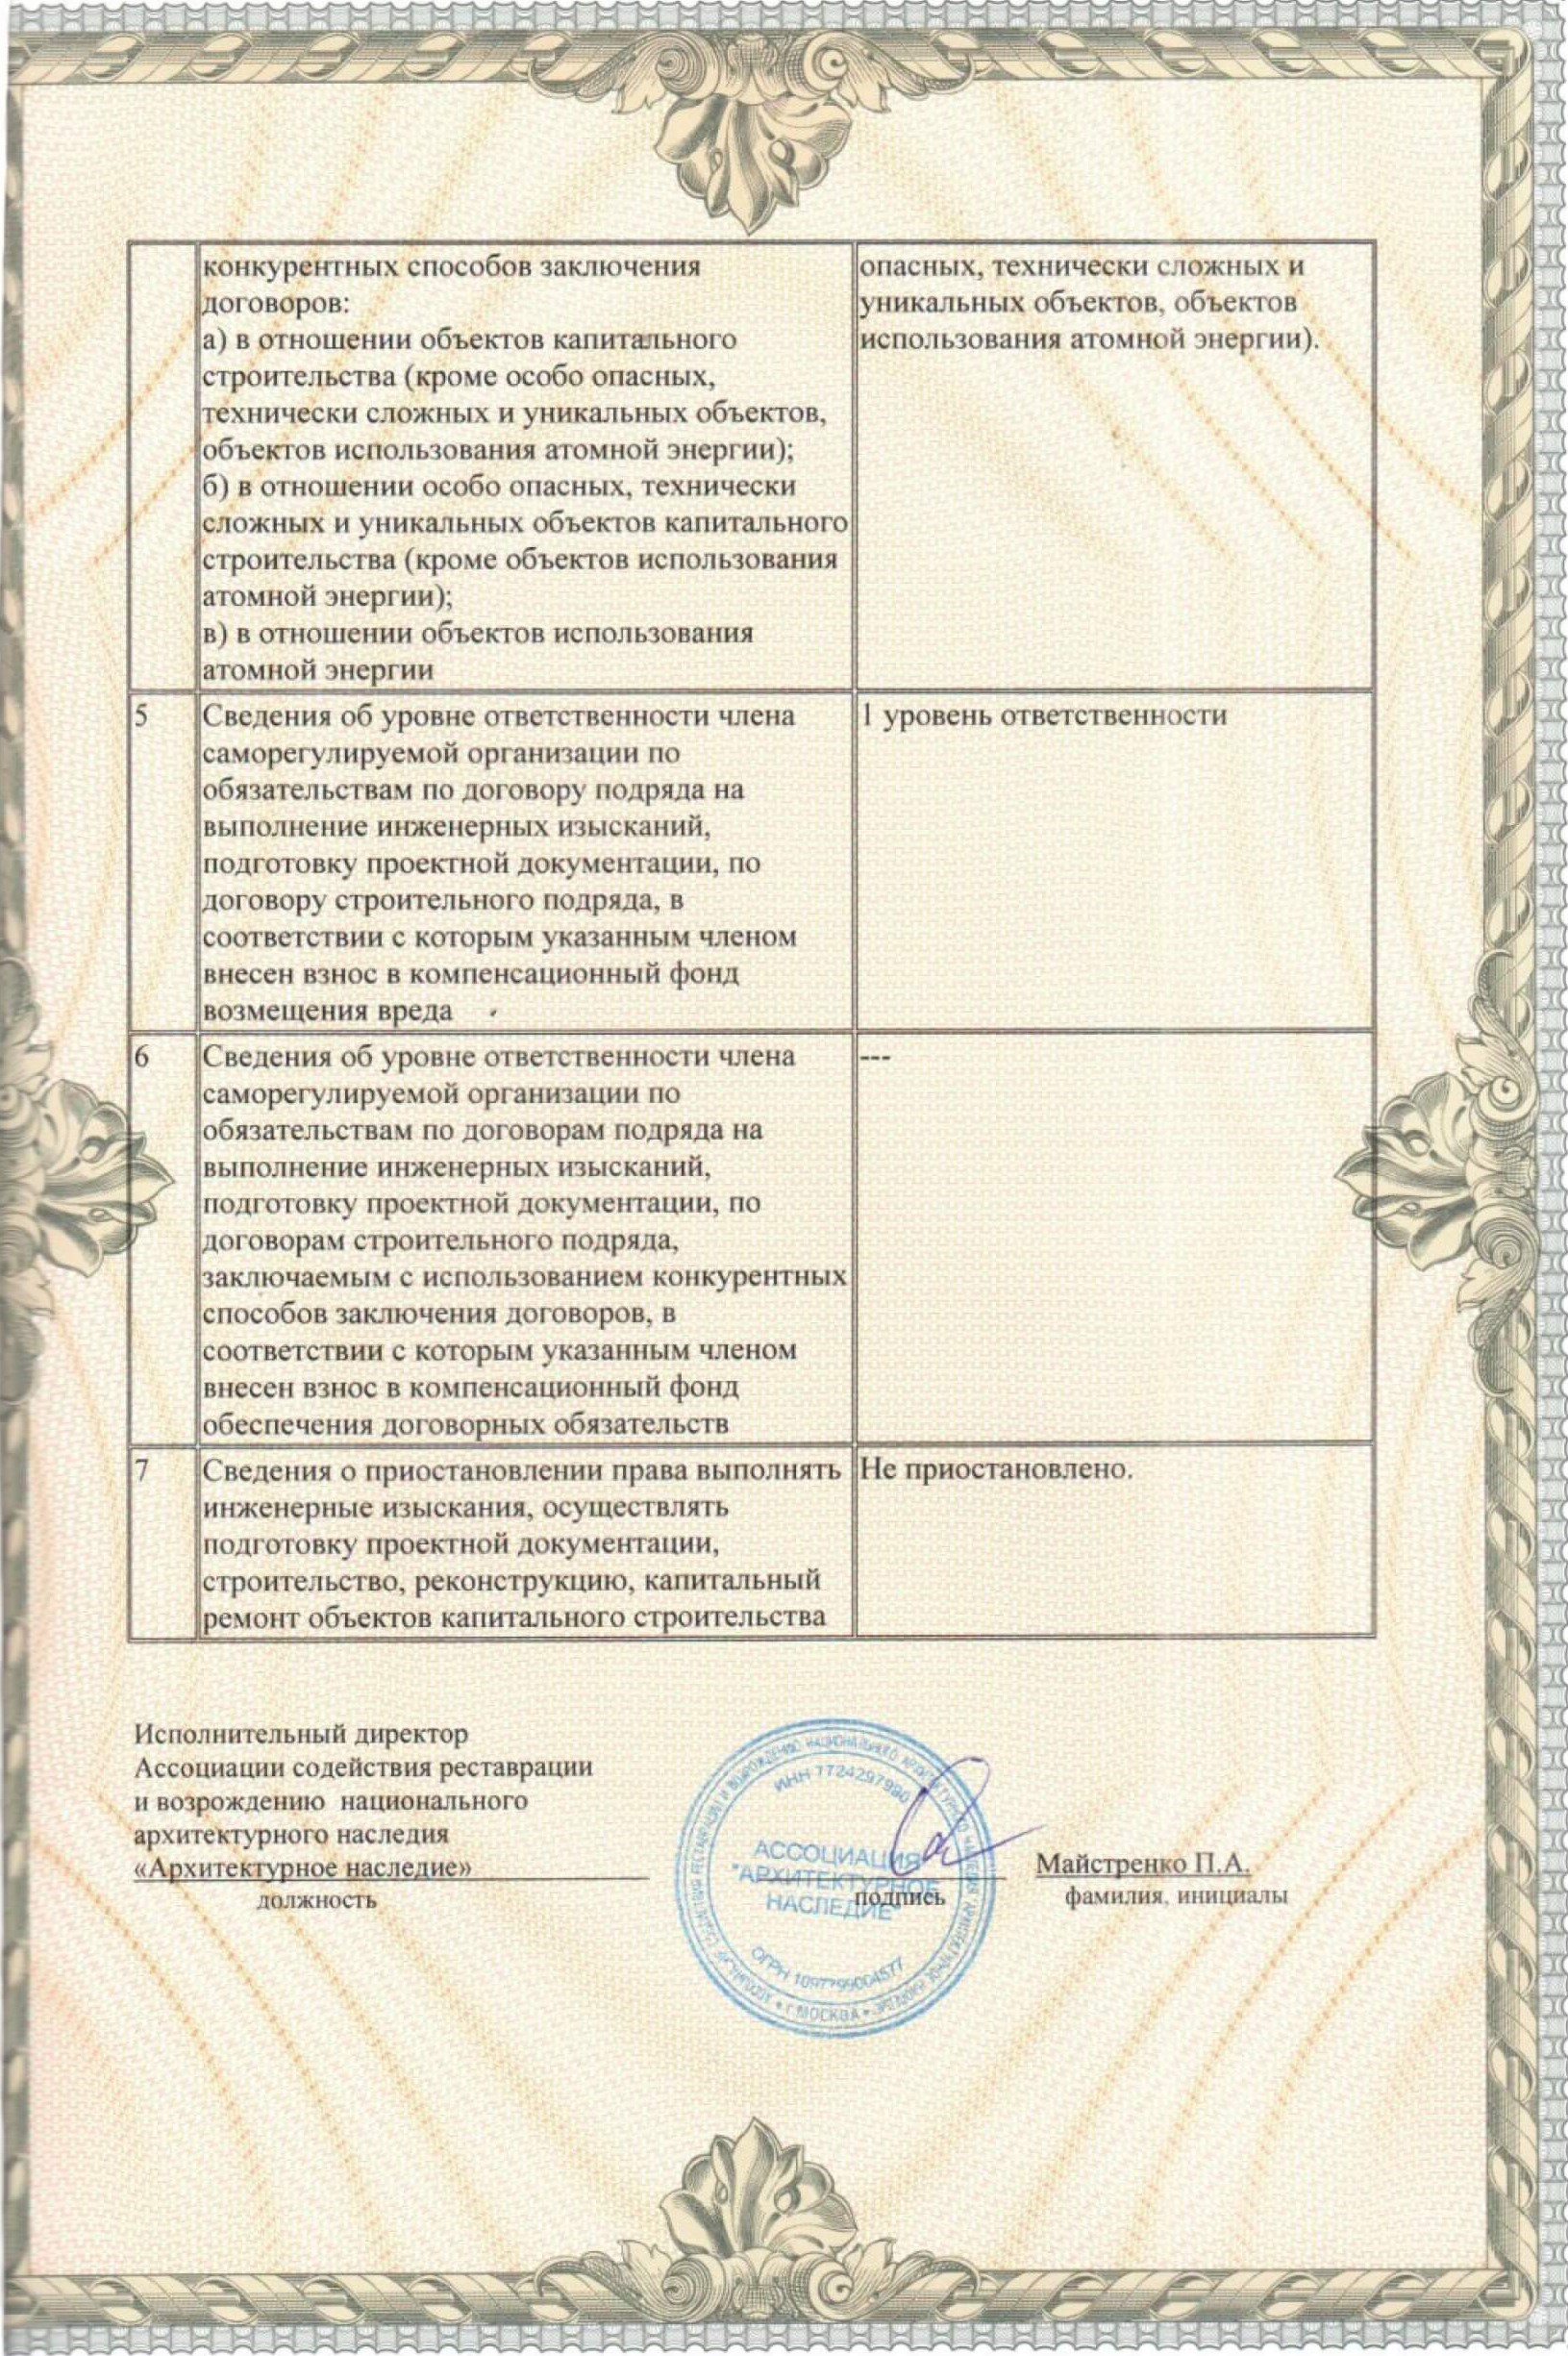 конкурентных способов заключения
договоров:
а) в отношении объектов капитального
строительства (кроме особо опасных,
технически сложных и уникальных объектов,
объектов использования атомной энергии);
б) в отношении особо опасных, технически
сложных и уникальных объектов капитального
строительства (кроме объектов использования
атомной энергии);
в) в отношении объектов использования
атомной энергии
опасных, технически сложных и
уникальных объектов, объектов
использования атомной энергии).
5
Сведения об уровне ответственности члена
саморегулируемой организации по
обязательствам по договору подряда на
выполнение инженерных изысканий,
подготовку проектной документации, по
договору строительного подряда, в
соответствии с которым указанным членом
внесен взнос в компенсационный фонд
возмещения вреда
1 уровень ответственности
6
Сведения об уровне ответственности члена
саморегулируемой организации по
обязательствам по договорам подряда на
выполнение инженерных изысканий,
подготовку проектной документации, по
договорам строительного подряда,
заключаемым с использованием конкурентных
способов заключения договоров, в
соответствии с которым указанным членом
внесен взнос в компенсационный фонд
обеспечения договорных обязательств
---
7
Сведения о приостановлении права выполнять
инженерные изыскания, осуществлять
подготовку проектной документации,
строительство, реконструкцию, капитальный
ремонт объектов капитального строительства
Не приостановлено.
Исполнительный директор
Ассоциации содействия реставрации
и возрождению национального
архитектурного наследия
«Архитектурное наследие»
должность
подпись
Майстренко П.А.
фамилия, инициалы
ИНН 7724297980
АССОЦИАЦИЯ
"АРХИТЕКТУРНОЕ
НАСЛЕДИЕ"
ОГРН 1097799004577
г. МОСКВА